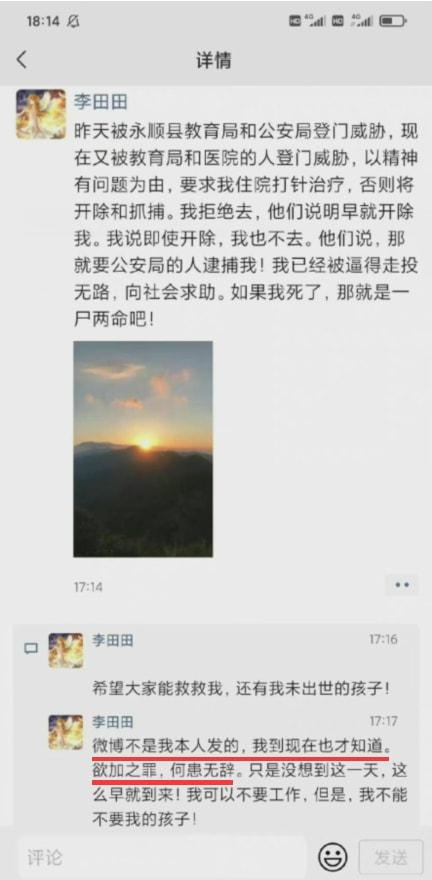 18:14
HD 4G HD 4G
详情
李田田
昨天被永顺县教育局和公安局登门威胁，现
在又被教育局和医院的人登门威胁，以精神
有问题为由，要求我住院打针治疗，否则将
开除和抓捕。我拒绝去，他们说明早就开除
我。我说即使开除，我也不去。他们说，那
就要公安局的人逮捕我！我已经被逼得走投
无路，向社会求助。如果我死了，那就是一
尸两命吧！
17:14
李田田 17:16
希望大家能救救我，还有我未出世的孩子！
李田田 17:17
微博不是我本人发的，我到现在也才知道。
欲加之罪，何患无辞。只是没想到这一天，这
么早就到来！我可以不要工作，但是，我不能
不要我的孩子！
评论 发送